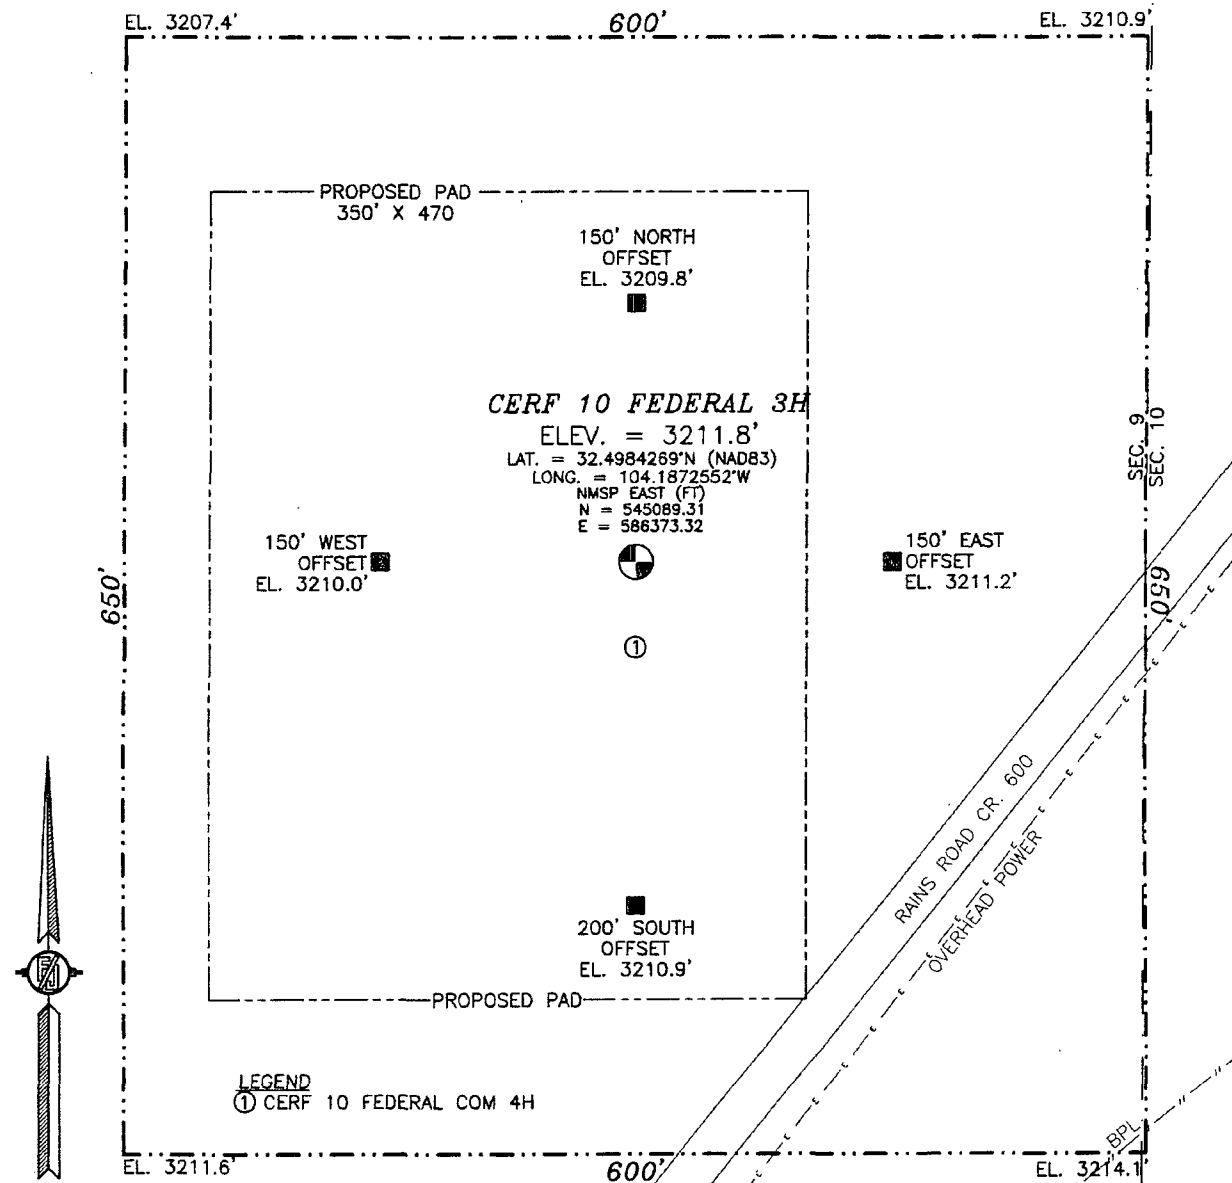 EL. 3207.4'
600'
EL. 3210.9'
PROPOSED PAD
350' X 470
150' NORTH
OFFSET
EL. 3209.8'
CERF 10 FEDERAL 3H
ELEV. = 3211.8'
LAT. = 32.4984269°N (NAD83)
LONG. = 104.1872552°W
NMSP EAST (FT)
N = 545089.31
E = 586373.32
SEC. 9
SEC. 10
150' WEST
OFFSET
EL. 3210.0'
150' EAST
OFFSET
EL. 3211.2'
650'
650'
1
RAINS ROAD CR. 600
OVERHEAD POWER
200' SOUTH
OFFSET
EL. 3210.9'
PROPOSED PAD
LEGEND
1 CERF 10 FEDERAL COM 4H
BPL
EL. 3211.6'
600'
EL. 3214.1'